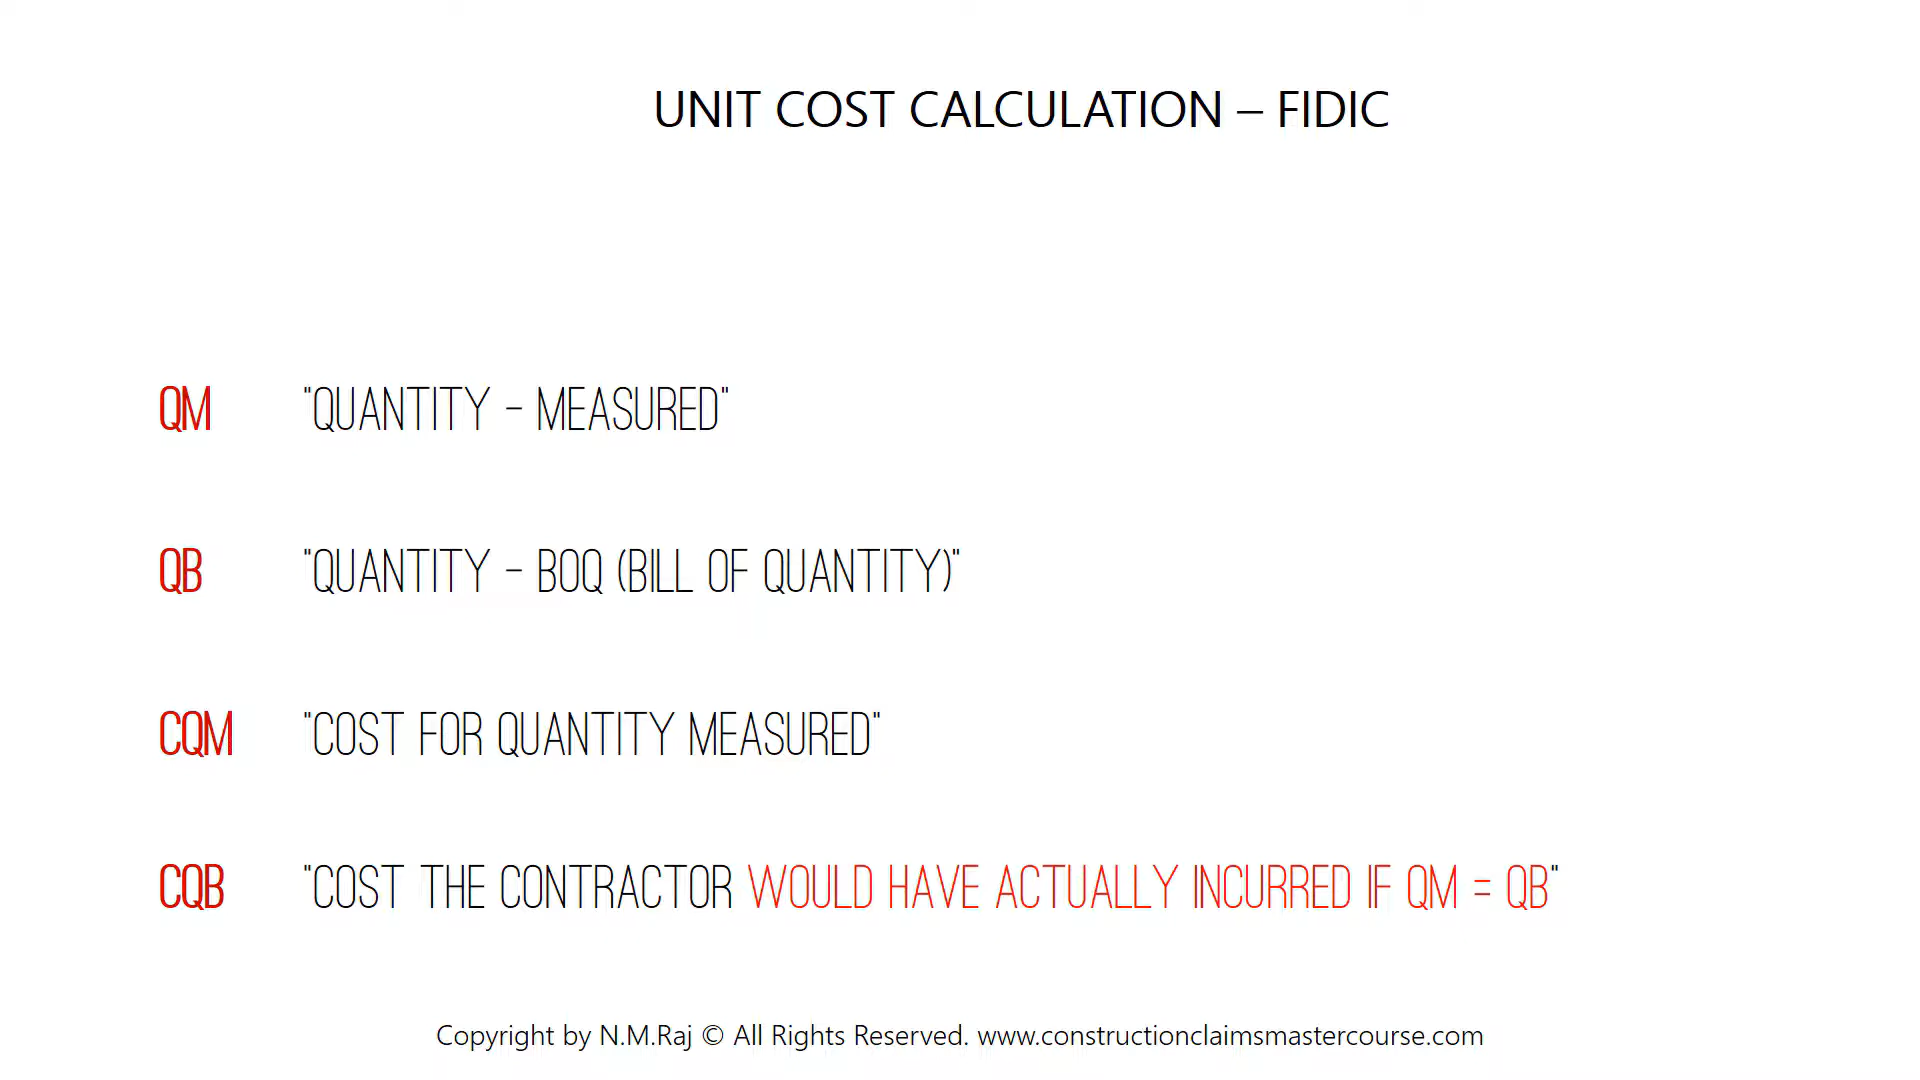 UNIT COST CALCULATION – FIDIC
QM "QUANTITY - MEASURED"
QB "QUANTITY - BOQ (BILL OF QUANTITY)"
CQM "COST FOR QUANTITY MEASURED"
CQB "COST THE CONTRACTOR WOULD HAVE ACTUALLY INCURRED IF QM = QB"
Copyright by N.M.Raj © All Rights Reserved. www.constructionclaimsmastercourse.com